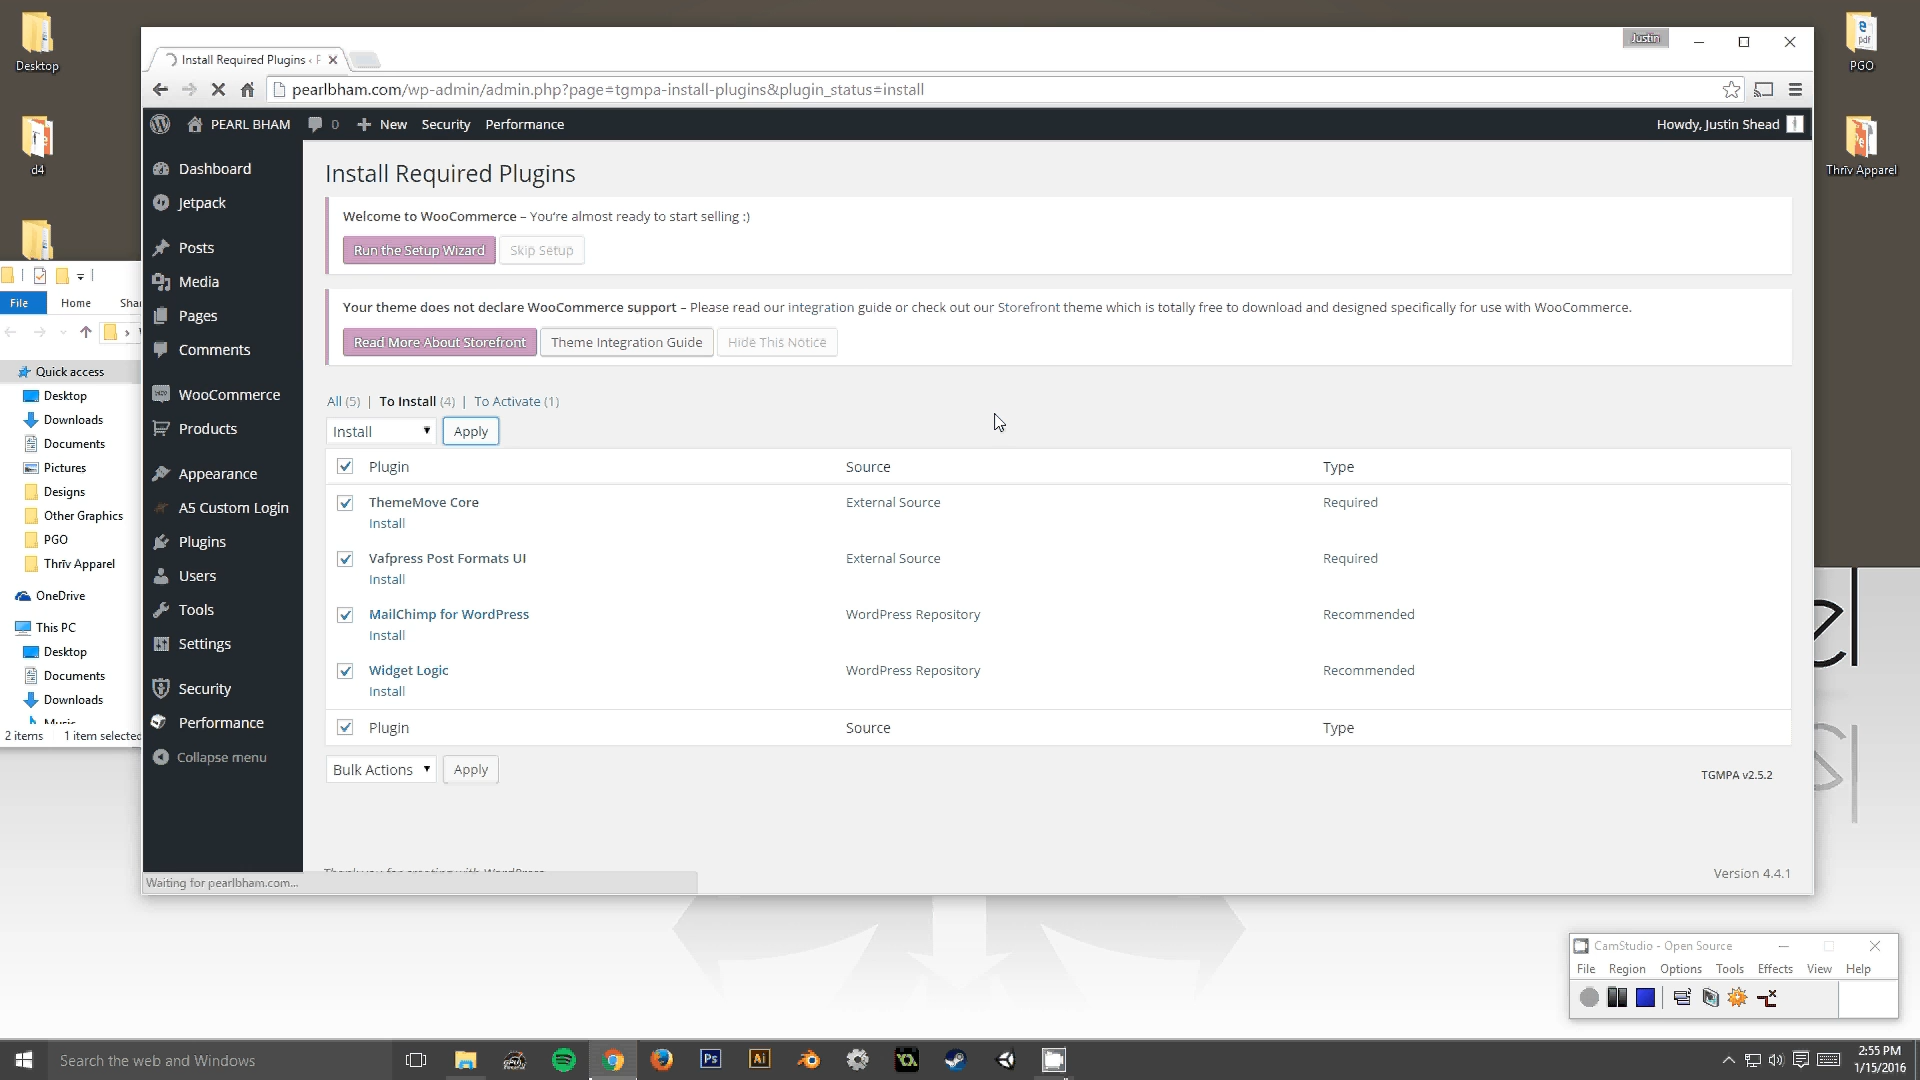 Desktop
d4
PGO
Thrīv Apparel
Justin
Install Required Plugins ‹ P
pearlbham.com/wp-admin/admin.php?page=tgmpa-install-plugins&plugin_status=install
PEARL BHAM 0 New Security Performance
Howdy, Justin Shead
Dashboard
Jetpack
Posts
Media
Pages
Comments
WooCommerce
Products
Appearance
A5 Custom Login
Plugins
Users
Tools
Settings
Security
Performance
Collapse menu
Install Required Plugins
Welcome to WooCommerce – You're almost ready to start selling :)
Run the Setup Wizard Skip Setup
Your theme does not declare WooCommerce support – Please read our integration guide or check out our Storefront theme which is totally free to download and designed specifically for use with WooCommerce.
Read More About Storefront Theme Integration Guide Hide This Notice
All (5) | To Install (4) | To Activate (1)
Install Apply
Plugin Source Type
ThemeMove Core External Source Required
Install
Vafpress Post Formats UI External Source Required
Install
MailChimp for WordPress WordPress Repository Recommended
Install
Widget Logic WordPress Repository Recommended
Install
Plugin Source Type
Bulk Actions Apply
TGMPA v2.5.2
Version 4.4.1
Waiting for pearlbham.com...
File Home Shar
Quick access
Desktop
Downloads
Documents
Pictures
Designs
Other Graphics
PGO
Thrīv Apparel
OneDrive
This PC
Desktop
Documents
Downloads
2 items 1 item selected
CamStudio - Open Source
File Region Options Tools Effects View Help
Search the web and Windows
Ps
Ai
2:55 PM
1/15/2016